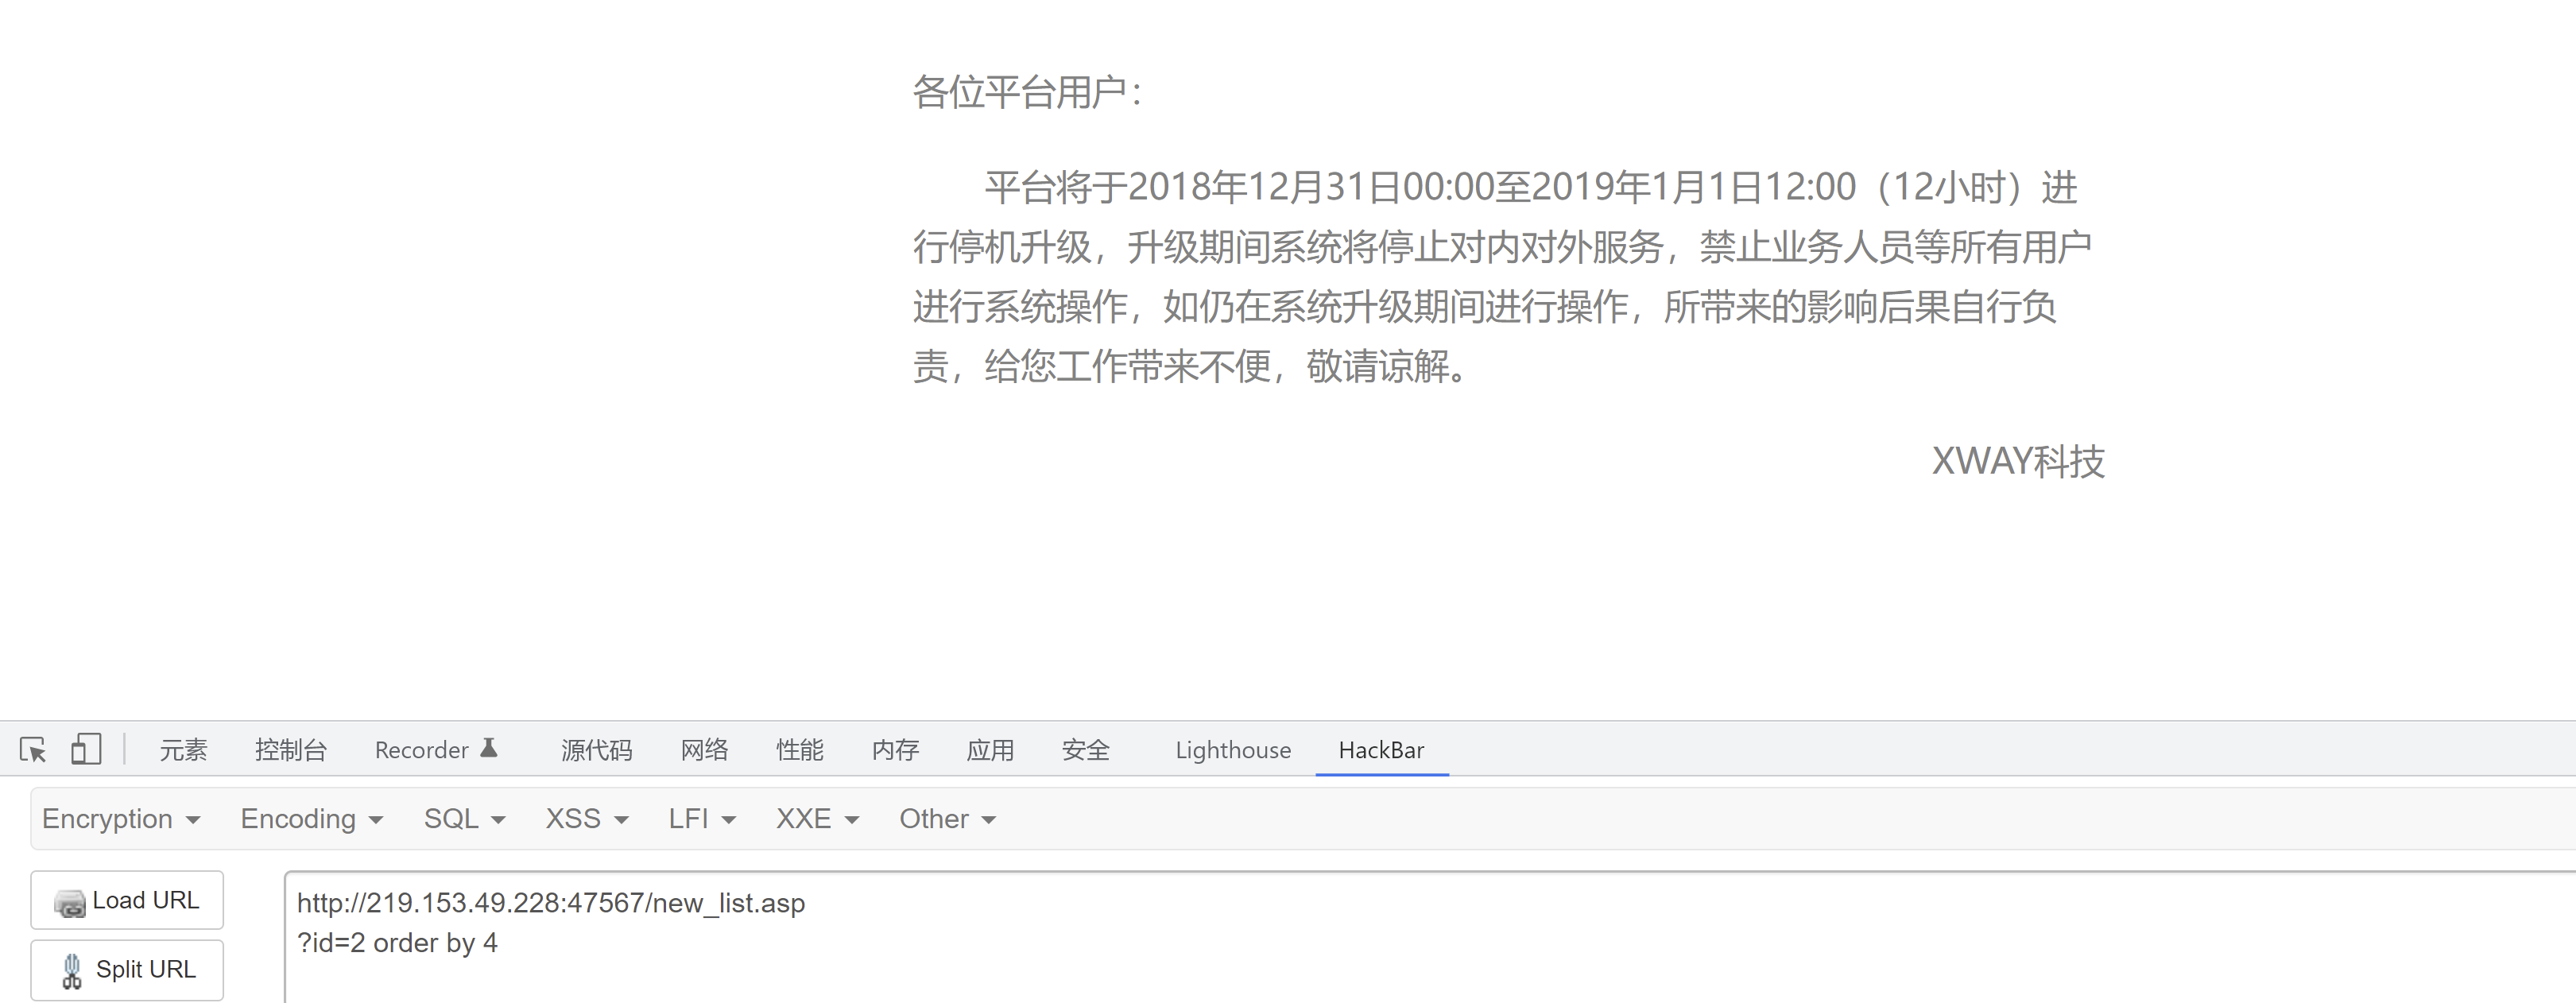 各位平台用户：
平台将于2018年12月31日00:00至2019年1月1日12:00（12小时）进
行停机升级，升级期间系统将停止对内对外服务，禁止业务人员等所有用户
进行系统操作，如仍在系统升级期间进行操作，所带来的影响后果自行负
责，给您工作带来不便，敬请谅解。
XWAY科技
元素 控制台 Recorder 源代码 网络 性能 内存 应用 安全 Lighthouse HackBar
Encryption Encoding SQL XSS LFI XXE Other
Load URL
http://219.153.49.228:47567/new_list.asp
?id=2 order by 4
Split URL